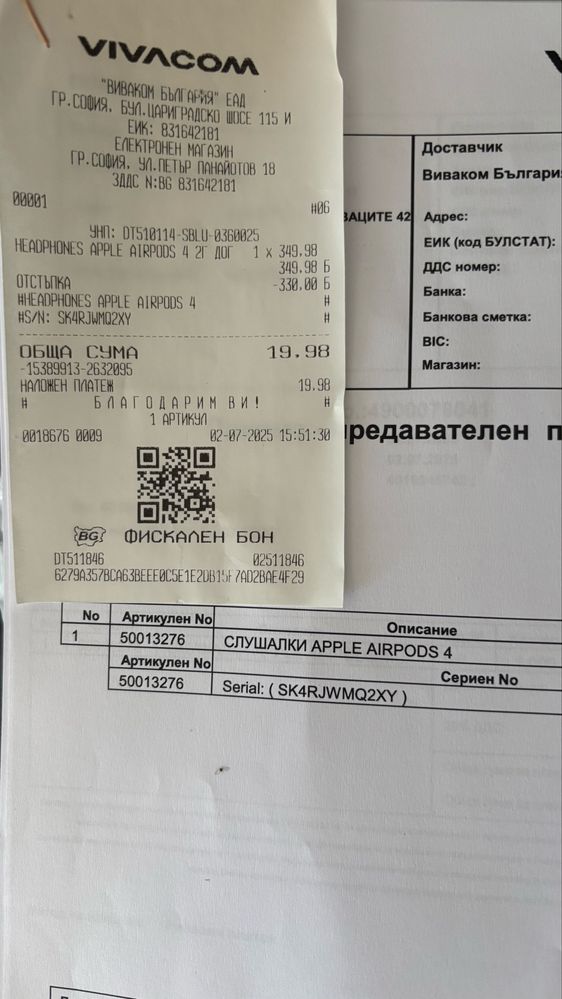 VIVACOM
"ВИВАКОМ БЪЛГАРИЯ" ЕАД
ГР.СОФИЯ, БУЛ.ЦАРИГРАДСКО ШОСЕ 115 И
ЕИК: 831642181
ЕЛЕКТРОНЕН МАГАЗИН
ГР.СОФИЯ, УЛ.ПЕТЪР ПАНАЙОТОВ 18
ЗДДС N:BG 831642181
00001 #06
УНП: DT510114-SBLU-0360025
HEADPHONES APPLE AIRPODS 4 2Г ДОГ 1 x 349.98
349.98 Б
ОТСТЪПКА -330.00 Б
#HEADPHONES APPLE AIRPODS 4 #
#S/N: SK4RJWMQ2XY #
ОБЩА СУМА 19.98
-15389913-2632095
НАЛОЖЕН ПЛАТЕЖ 19.98
# БЛАГОДАРИМ ВИ! #
1 АРТИКУЛ
0018676 0009 02-07-2025 15:51:30
BG ФИСКАЛЕН БОН
DT511846 02511846
6279A357BCA63BEEE0C5E1E2DB15F7AD2BAE4F29
ВАЦИТЕ 42
Доставчик
Виваком Българи
Адрес:
ЕИК (код БУЛСТАТ):
ДДС номер:
Банка:
Банкова сметка:
BIC:
Магазин:
редавателен п
No Артикулен No Описание
1 50013276 СЛУШАЛКИ APPLE AIRPODS 4
Артикулен No Сериен No
50013276 Serial: ( SK4RJWMQ2XY )